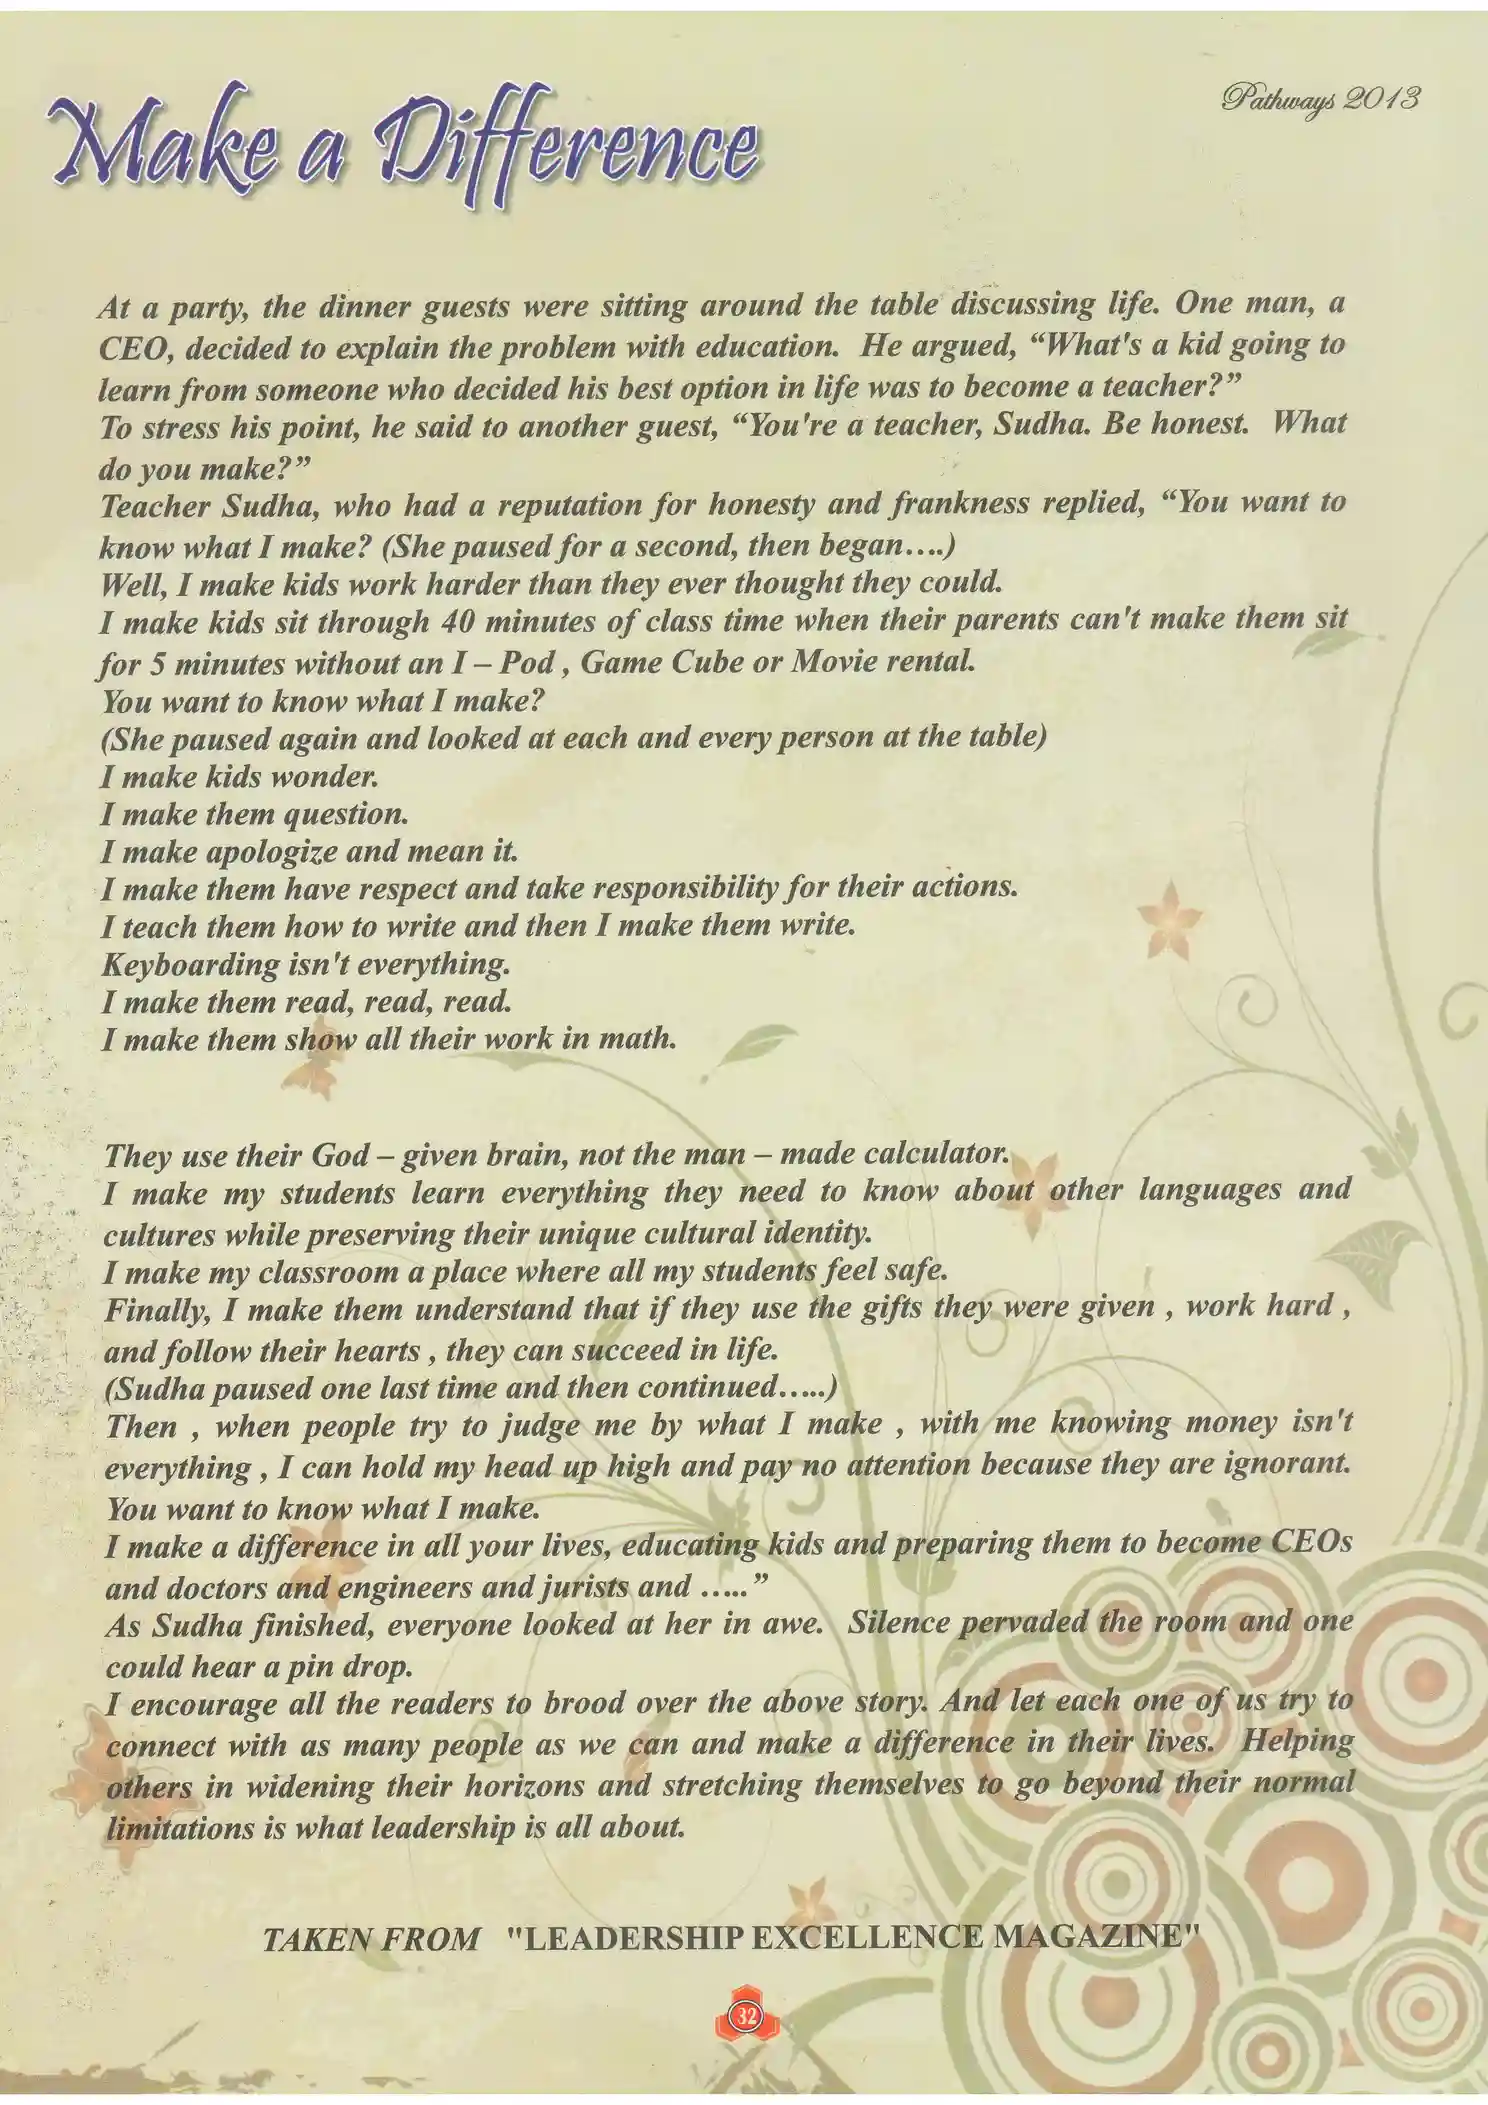 Pathways 2013
Make a Difference
At a party, the dinner guests were sitting around the table discussing life. One man, a
CEO, decided to explain the problem with education. He argued, “What's a kid going to
learn from someone who decided his best option in life was to become a teacher?”
To stress his point, he said to another guest, “You're a teacher, Sudha. Be honest. What
do you make?”
Teacher Sudha, who had a reputation for honesty and frankness replied, “You want to
know what I make? (She paused for a second, then began….)
Well, I make kids work harder than they ever thought they could.
I make kids sit through 40 minutes of class time when their parents can't make them sit
for 5 minutes without an I – Pod , Game Cube or Movie rental.
You want to know what I make?
(She paused again and looked at each and every person at the table)
I make kids wonder.
I make them question.
I make apologize and mean it.
I make them have respect and take responsibility for their actions.
I teach them how to write and then I make them write.
Keyboarding isn't everything.
I make them read, read, read.
I make them show all their work in math.
They use their God – given brain, not the man – made calculator.
I make my students learn everything they need to know about other languages and
cultures while preserving their unique cultural identity.
I make my classroom a place where all my students feel safe.
Finally, I make them understand that if they use the gifts they were given , work hard ,
and follow their hearts , they can succeed in life.
(Sudha paused one last time and then continued…..)
Then , when people try to judge me by what I make , with me knowing money isn't
everything , I can hold my head up high and pay no attention because they are ignorant.
You want to know what I make.
I make a difference in all your lives, educating kids and preparing them to become CEOs
and doctors and engineers and jurists and …..”
As Sudha finished, everyone looked at her in awe. Silence pervaded the room and one
could hear a pin drop.
I encourage all the readers to brood over the above story. And let each one of us try to
connect with as many people as we can and make a difference in their lives. Helping
others in widening their horizons and stretching themselves to go beyond their normal
limitations is what leadership is all about.
TAKEN FROM "LEADERSHIP EXCELLENCE MAGAZINE"
32